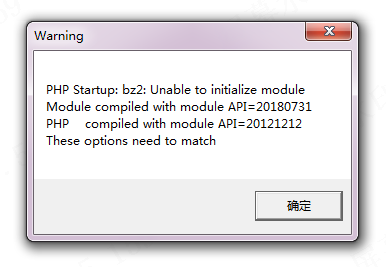 Warning
PHP Startup: bz2: Unable to initialize module
Module compiled with module API=20180731
PHP    compiled with module API=20121212
These options need to match
确定